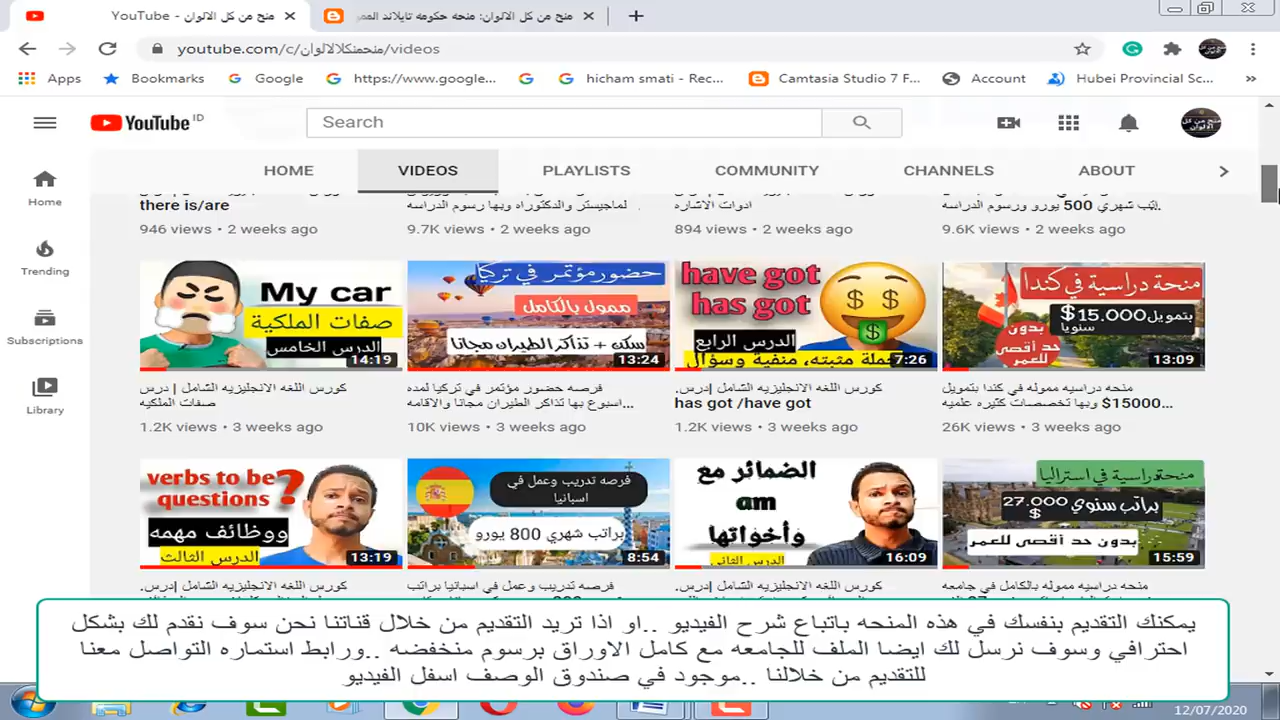 منح من كل الالوان - YouTube
منح من كل الالوان: منحه حكومه تايلاند الممو
youtube.com/c/منحمنكلالالوان/videos
Apps
Bookmarks
Google
https://www.google...
hicham smati - Rec...
Camtasia Studio 7 F...
Account
Hubei Provincial Sc...
»
YouTube ID
Search
منح من كل الالوان
HOME
VIDEOS
PLAYLISTS
COMMUNITY
CHANNELS
ABOUT
Home
Trending
Subscriptions
Library
there is/are
946 views • 2 weeks ago
لماجيستر والدكتوراه وبها رسوم الدراسه
9.7K views • 2 weeks ago
ادوات الاشاره
894 views • 2 weeks ago
راتب شهري 500 يورو ورسوم الدراسه...
9.6K views • 2 weeks ago
My car
صفات الملكية
الدرس الخامس
14:19
كورس اللغه الانجليزيه الشامل | درس
صفات الملكيه
1.2K views • 3 weeks ago
حضور مؤتمر في تركيا
ممول بالكامل
سكن + تذاكر الطيران مجانا
13:24
فرصه حضور مؤتمر في تركيا لمده
اسبوع بها تذاكر الطيران مجانا والاقامه...
10K views • 3 weeks ago
have got
has got
الدرس الرابع
جملة مثبته، منفية وسؤال
7:26
كورس اللغه الانجليزيه الشامل |درس.
has got /have got
1.2K views • 3 weeks ago
منحة دراسية في كندا
بتمويل 15.000$
سنويا
بدون
حد أقصى
للعمر
13:09
منحه دراسيه مموله في كندا بتمويل
$15000 وبها تخصصات كثيره علميه...
26K views • 3 weeks ago
verbs to be
questions ?
ووظائف مهمه
الدرس الثالث
13:19
كورس اللغه الانجليزيه الشامل |درس.
فرصه تدريب وعمل في
اسبانيا
براتب شهري 800 يورو
8:54
فرصه تدريب وعمل في اسبانيا براتب
الضمائر مع
am
وأخواتها
الدرس الثاني
16:09
كورس اللغه الانجليزيه الشامل |درس.
منحة دراسية في استراليا
براتب سنوي 27,000
$
بدون حد أقصى للعمر
15:59
منحه دراسيه مموله بالكامل في جامعه
يمكنك التقديم بنفسك في هذه المنحه باتباع شرح الفيديو ..او اذا تريد التقديم من خلال قناتنا نحن سوف نقدم لك بشكل
احترافي وسوف نرسل لك ايضا الملف للجامعه مع كامل الاوراق برسوم منخفضه ..ورابط استماره التواصل معنا
للتقديم من خلالنا ..موجود في صندوق الوصف اسفل الفيديو
12/07/2020